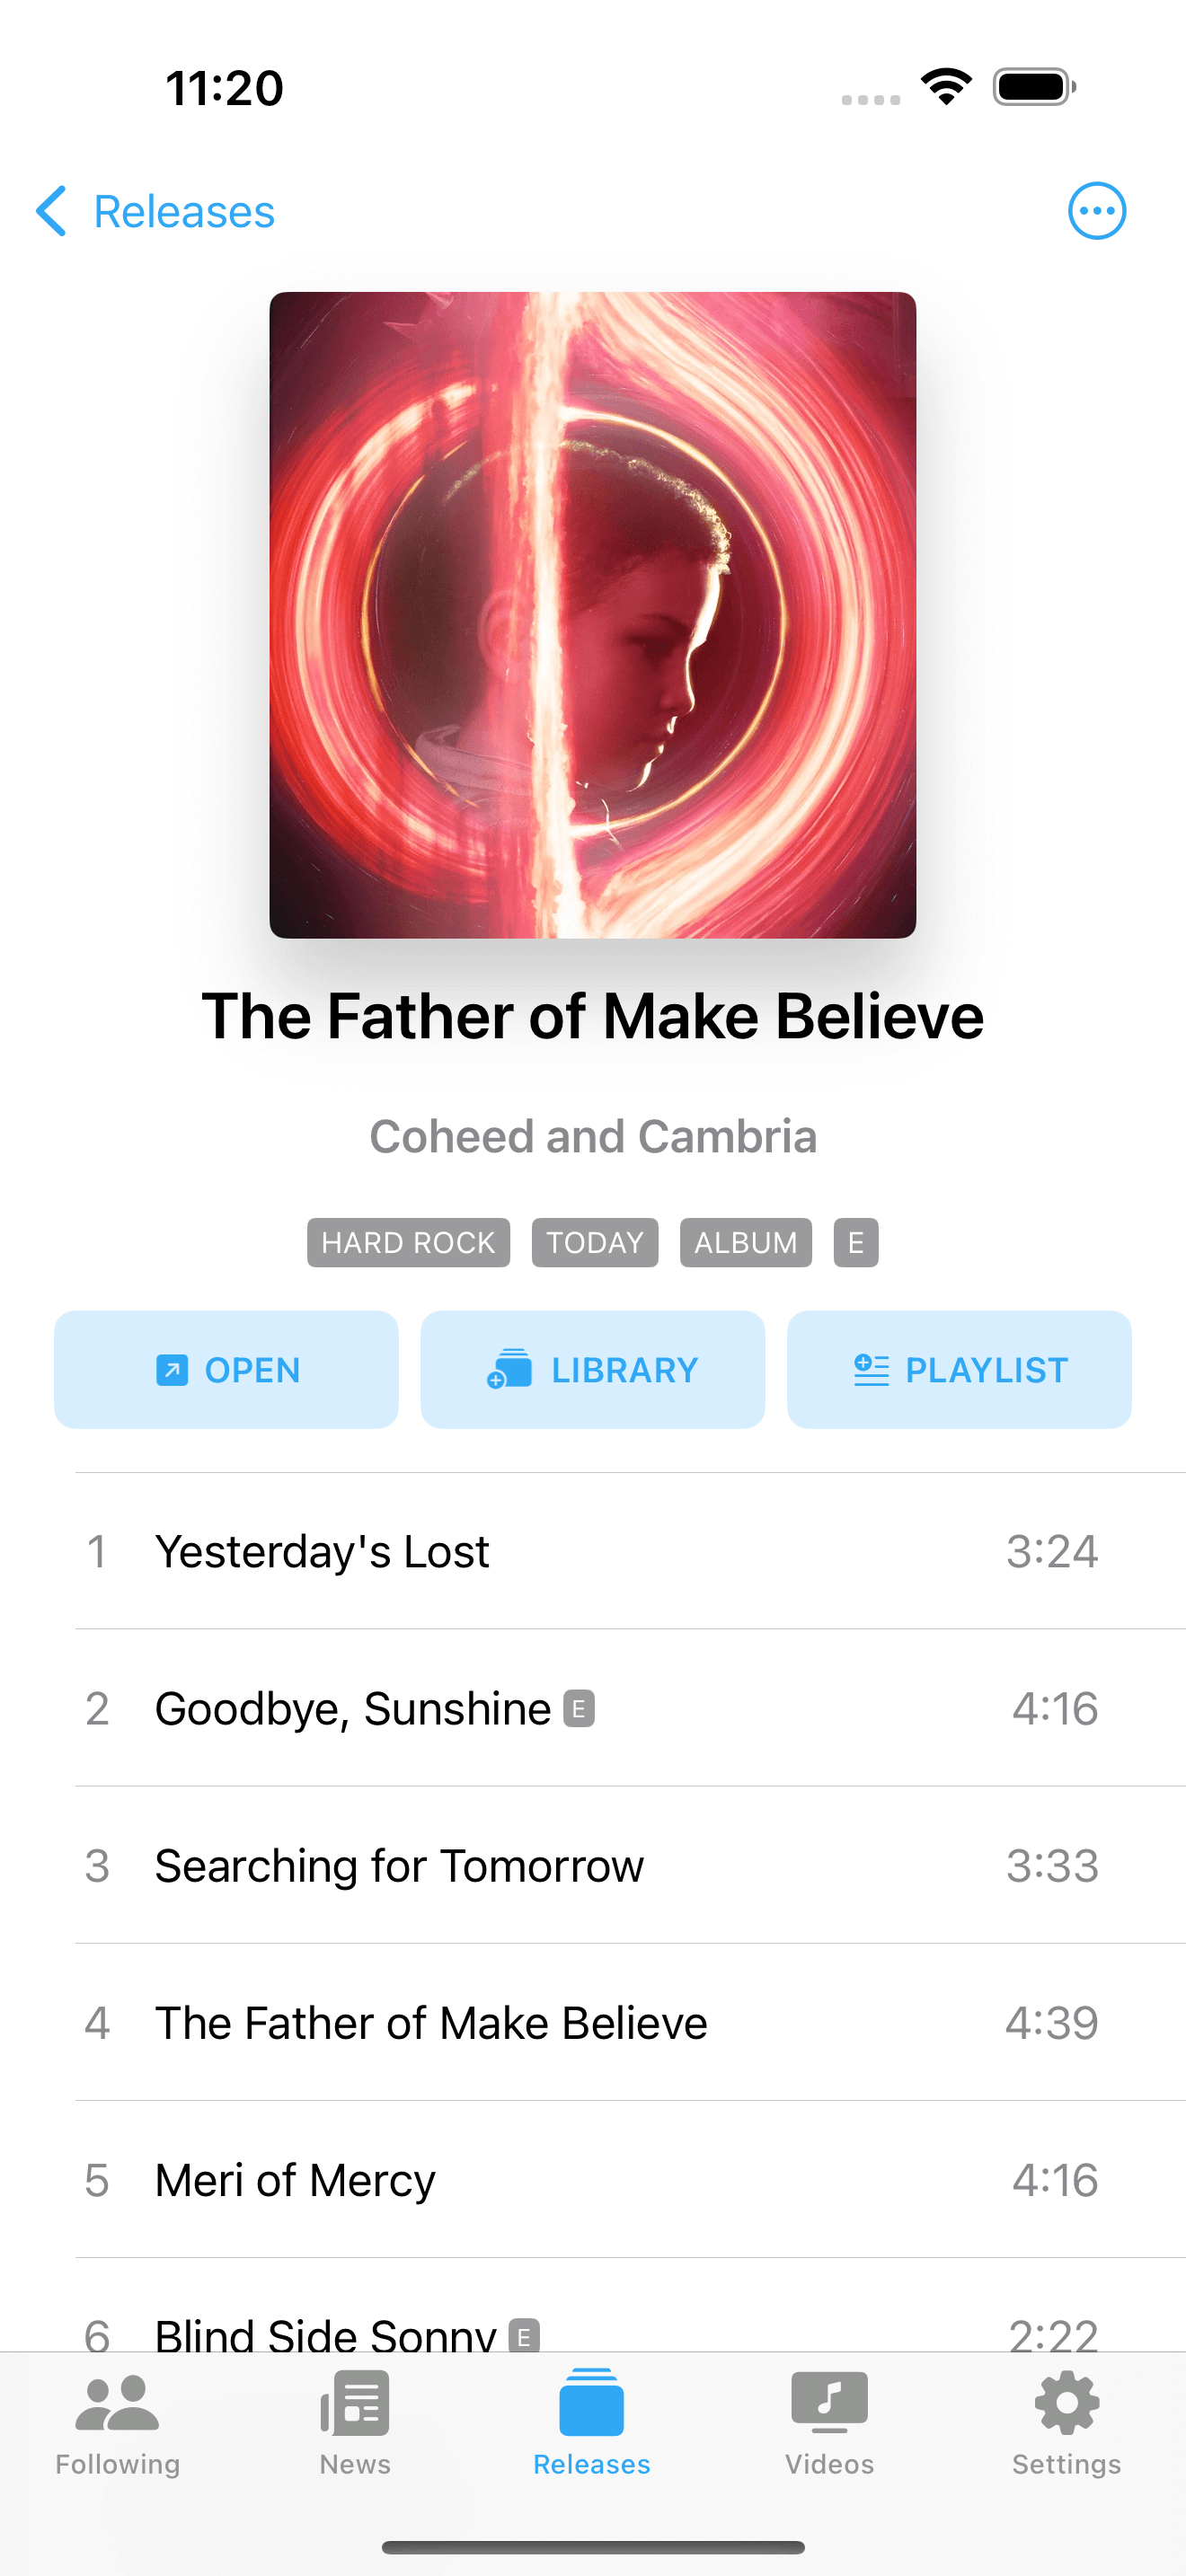 11:20
Releases
The Father of Make Believe
Coheed and Cambria
HARD ROCK TODAY ALBUM E
OPEN LIBRARY PLAYLIST
1 Yesterday's Lost 3:24
2 Goodbye, Sunshine E 4:16
3 Searching for Tomorrow 3:33
4 The Father of Make Believe 4:39
5 Meri of Mercy 4:16
6 Blind Side Sonny E 2:22
Following News Releases Videos Settings